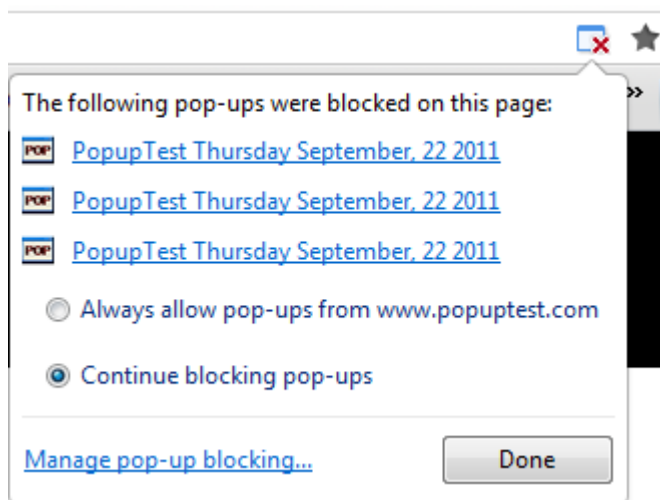 »
The following pop-ups were blocked on this page:
POP PopupTest Thursday September, 22 2011
POP PopupTest Thursday September, 22 2011
POP PopupTest Thursday September, 22 2011
Always allow pop-ups from www.popuptest.com
Continue blocking pop-ups
Manage pop-up blocking... Done